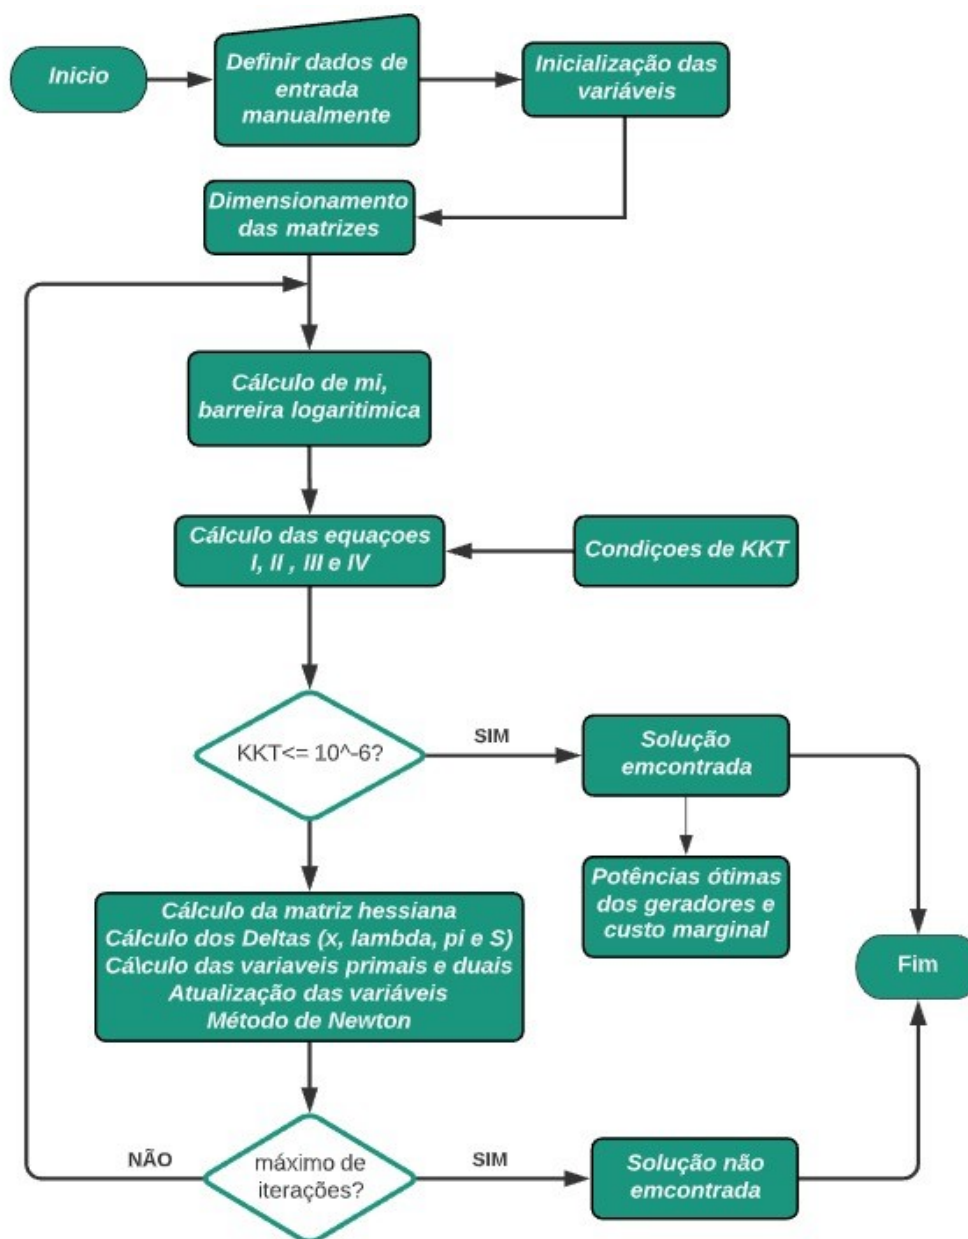 Inicio
Definir dados de
entrada
manualmente
Inicialização das
variáveis
Dimensionamento
das matrizes
Cálculo de mi,
barreira logaritimica
Cálculo das equaçoes
I, II , III e IV
Condiçoes de KKT
KKT<= 10^-6?
SIM
Solução
emcontrada
Potências ótimas
dos geradores e
custo marginal
Cálculo da matriz hessiana
Cálculo dos Deltas (x, lambda, pi e S)
Cá\culo das variaveis primais e duais
Atualização das variáveis
Método de Newton
Fim
NÃO
máximo de
iterações?
SIM
Solução não
emcontrada